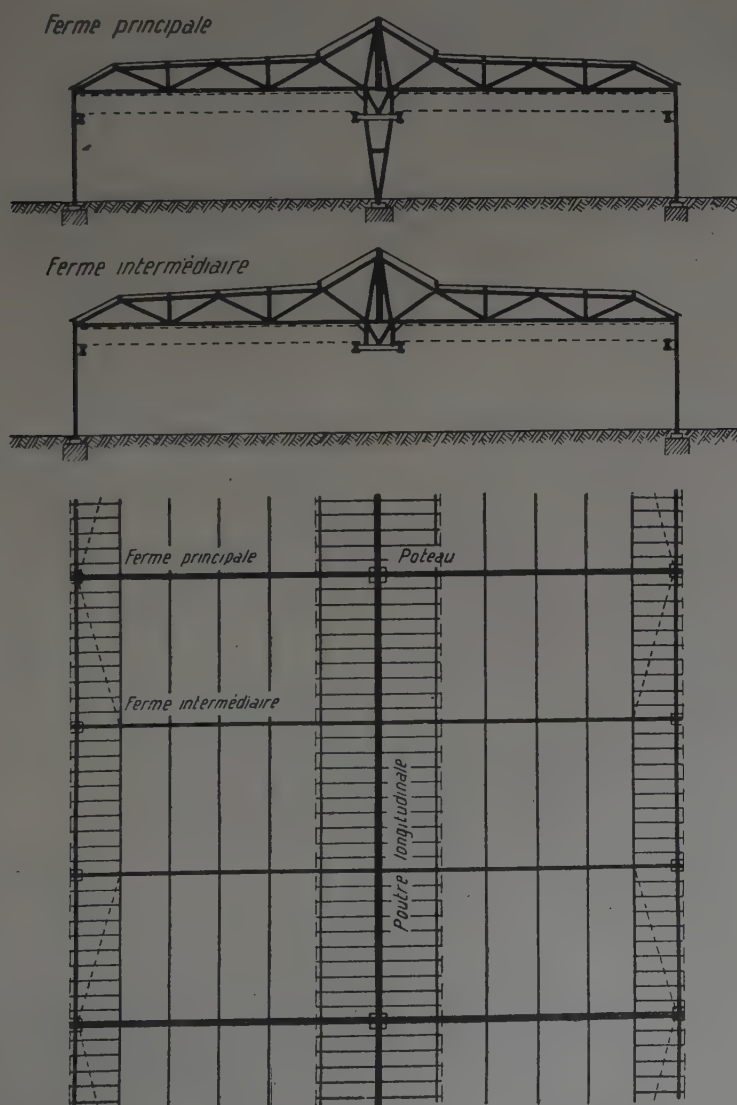 Ferme principale
Ferme intermédiaire
Ferme principale
Poteau
Ferme intermédiaire
Poutre longitudinale